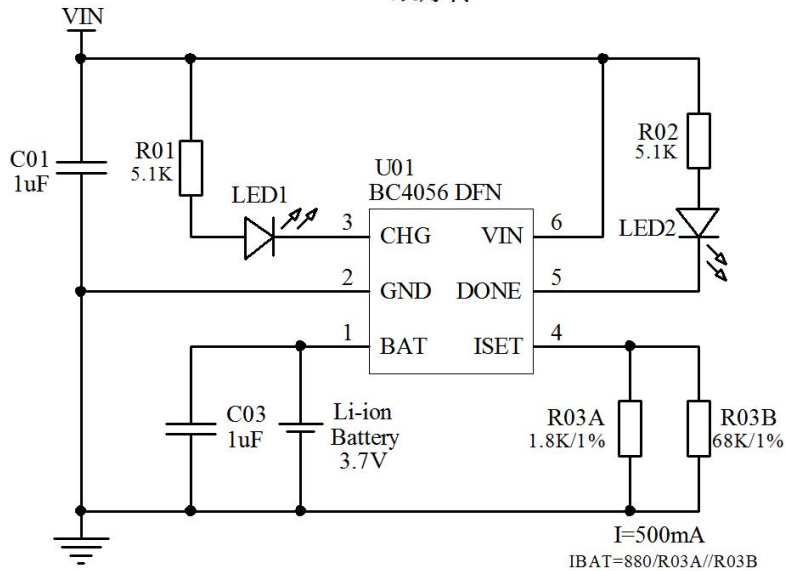 VIN
C01
1uF
R01
5.1K
LED1
U01
BC4056 DFN
R02
5.1K
LED2
3 CHG VIN 6
2 GND DONE 5
1 BAT ISET 4
C03
1uF
Li-ion
Battery
3.7V
R03A
1.8K/1%
R03B
68K/1%
I=500mA
IBAT=880/R03A//R03B